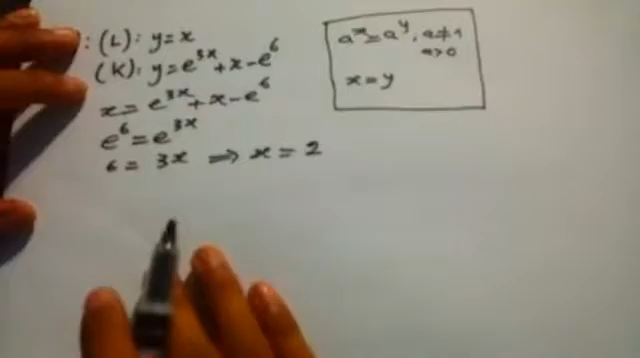 : (L): y=x
(K): y=e^{3x}+x-e^6
x=e^{3x}+x-e^6
e^6=e^{3x}
6=3x ⟹ x=2
a^x=a^y, a≠1
a>0
x=y